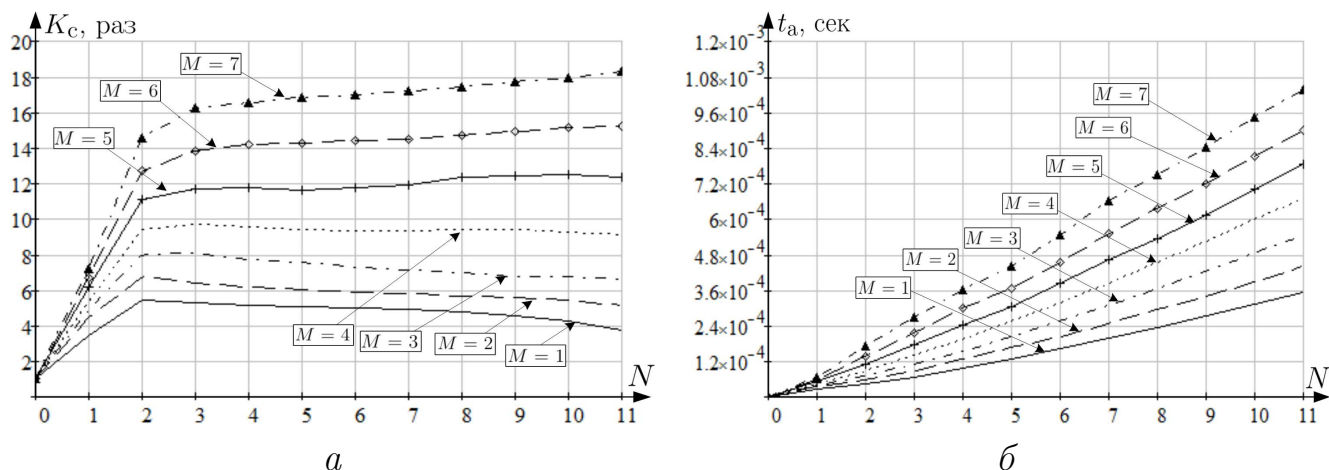 K_c, раз
20
18
16
14
12
10
8
6
4
2
0 1 2 3 4 5 6 7 8 9 10 11
N
M = 7
M = 6
M = 5
M = 4
M = 3
M = 2
M = 1
а
t_a, сек
1.2×10^-3
1.08×10^-3
9.6×10^-4
8.4×10^-4
7.2×10^-4
6×10^-4
4.8×10^-4
3.6×10^-4
2.4×10^-4
1.2×10^-4
0 1 2 3 4 5 6 7 8 9 10 11
N
M = 7
M = 6
M = 5
M = 4
M = 3
M = 2
M = 1
б